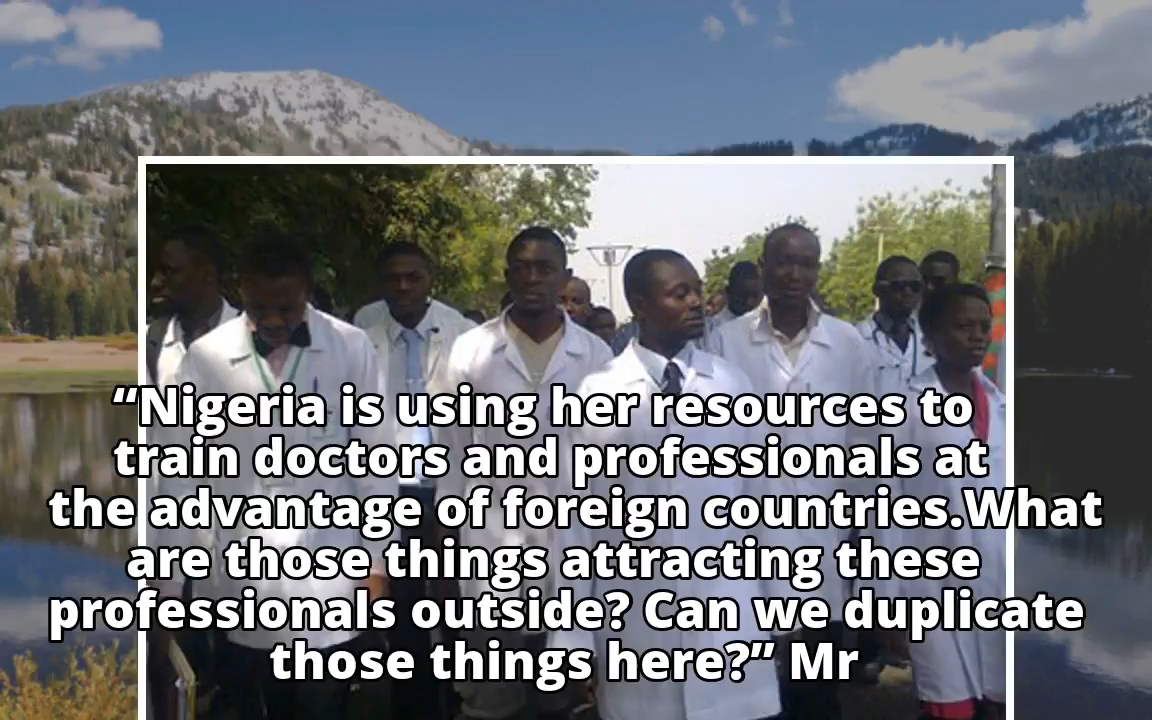 “Nigeria is using her resources to
train doctors and professionals at
the advantage of foreign countries.What
are those things attracting these
professionals outside? Can we duplicate
those things here?” Mr